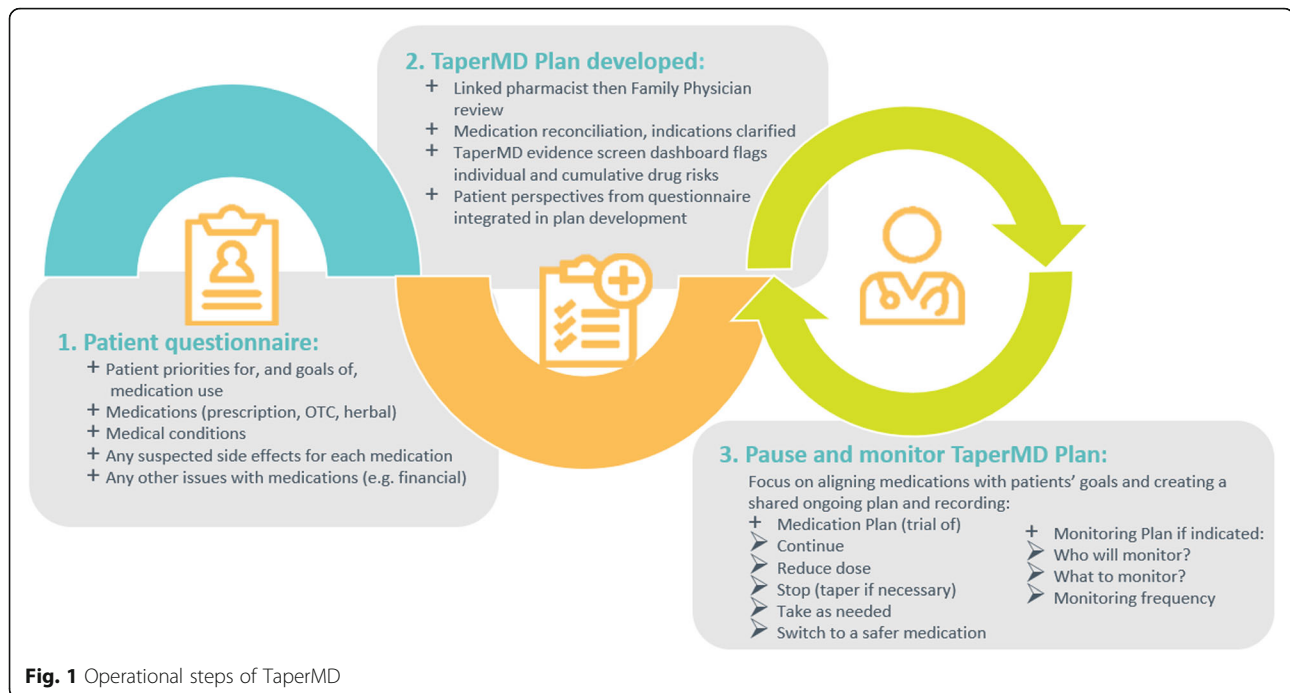 2. TaperMD Plan developed:
+ Linked pharmacist then Family Physician
review
+ Medication reconciliation, indications clarified
+ TaperMD evidence screen dashboard flags
individual and cumulative drug risks
+ Patient perspectives from questionnaire
integrated in plan development
1. Patient questionnaire:
+ Patient priorities for, and goals of,
medication use
+ Medications (prescription, OTC, herbal)
+ Medical conditions
+ Any suspected side effects for each medication
+ Any other issues with medications (e.g. financial)
3. Pause and monitor TaperMD Plan:
Focus on aligning medications with patients’ goals and creating a
shared ongoing plan and recording:
+ Medication Plan (trial of)
➢ Continue
➢ Reduce dose
➢ Stop (taper if necessary)
➢ Take as needed
➢ Switch to a safer medication
+ Monitoring Plan if indicated:
➢ Who will monitor?
➢ What to monitor?
➢ Monitoring frequency
Fig. 1 Operational steps of TaperMD